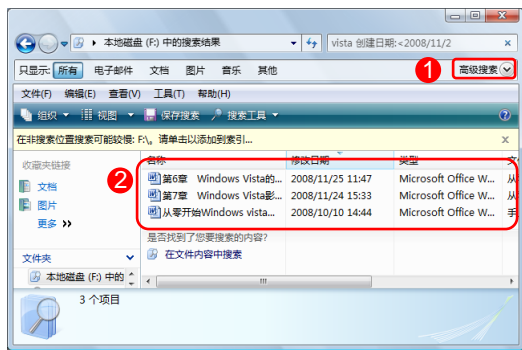 本地磁盘 (F:) 中的搜索结果
vista 创建日期:<2008/11/2
只显示: 所有 电子邮件 文档 图片 音乐 其他
1
高级搜索
文件(F) 编辑(E) 查看(V) 工具(T) 帮助(H)
组织 视图 保存搜索 搜索工具
在非搜索位置搜索可能较慢: F:\。请单击以添加到索引...
收藏夹链接
文档
图片
更多 »
文件夹
本地磁盘 (F:) 中的
2
名称 修改日期 类型
第6章 Windows Vista的... 2008/11/25 11:47 Microsoft Office W... 从
第7章 Windows Vista影... 2008/11/24 15:33 Microsoft Office W... 从
从零开始Windows vista... 2008/10/10 14:44 Microsoft Office W... 手
是否找到了您要搜索的内容?
在文件内容中搜索
3 个项目